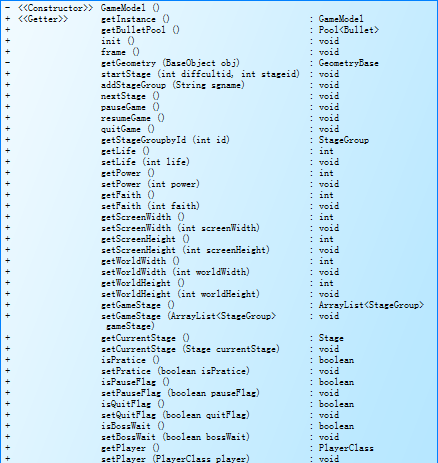 - <<Constructor>> GameModel ()
+ <<Getter>> getInstance () : GameModel
+ getBulletPool () : Pool<Bullet>
+ init () : void
+ frame () : void
- getGeometry (BaseObject obj) : GeometryBase
+ startStage (int diffcultid, int stageid) : void
+ addStageGroup (String sgname) : void
+ nextStage () : void
+ pauseGame () : void
+ resumeGame () : void
+ quitGame () : void
+ getStageGroupbyId (int id) : StageGroup
+ getLife () : int
+ setLife (int life) : void
+ getPower () : int
+ setPower (int power) : void
+ getFaith () : int
+ setFaith (int faith) : void
+ getScreenWidth () : int
+ setScreenWidth (int screenWidth) : void
+ getScreenHeight () : int
+ setScreenHeight (int screenHeight) : void
+ getWorldWidth () : int
+ setWorldWidth (int worldWidth) : void
+ getWorldHeight () : int
+ setWorldHeight (int worldHeight) : void
+ getGameStage () : ArrayList<StageGroup>
+ setGameStage (ArrayList<StageGroup> : void
gameStage)
+ getCurrentStage () : Stage
+ setCurrentStage (Stage currentStage) : void
+ isPratice () : boolean
+ setPratice (boolean isPratice) : void
+ isPauseFlag () : boolean
+ setPauseFlag (boolean pauseFlag) : void
+ isQuitFlag () : boolean
+ setQuitFlag (boolean quitFlag) : void
+ isBossWait () : boolean
+ setBossWait (boolean bossWait) : void
+ getPlayer () : PlayerClass
+ setPlayer (PlayerClass player) : void